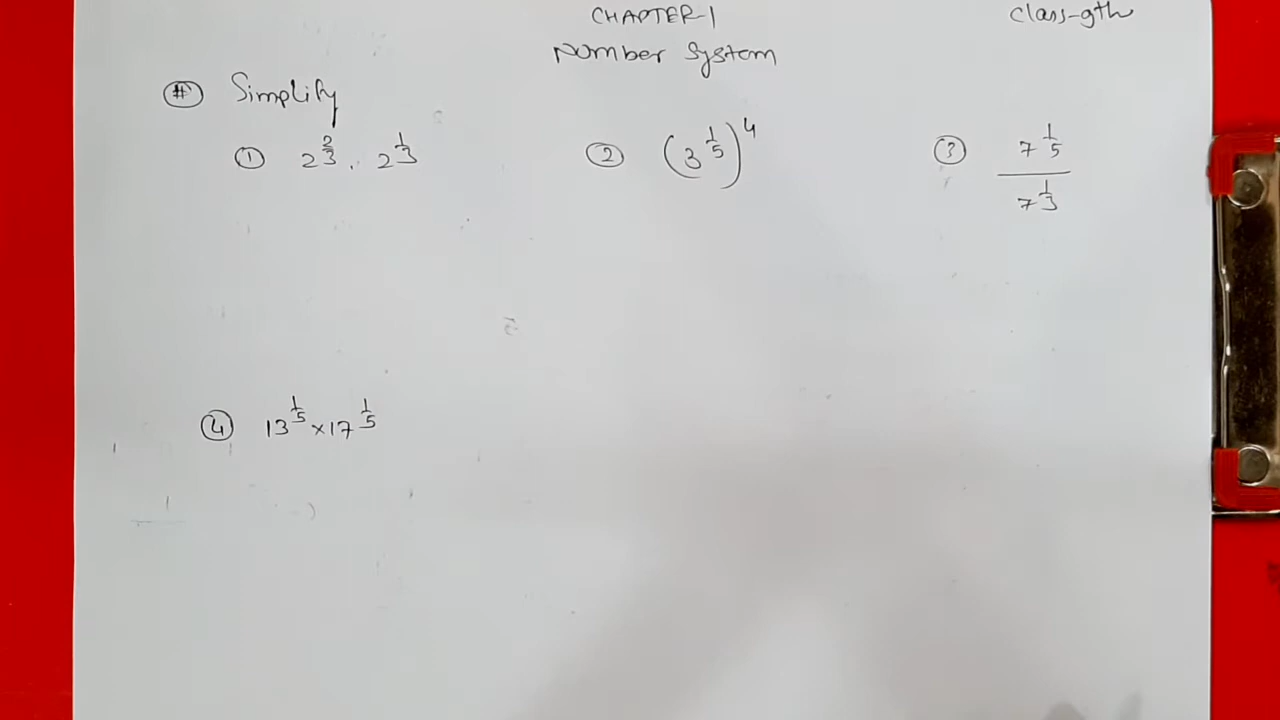 CHAPTER-1
Class-9th
Number System
# Simplify
① 2^{2/3} . 2^{1/3}
② (3^{1/5})^4
③ 7^{1/5} / 7^{1/3}
④ 13^{1/5} × 17^{1/5}